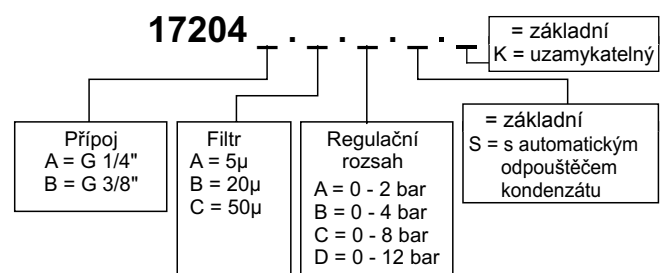 17204 _ . _ . _ . _ . _
= základní
K = uzamykatelný
Přípoj
A = G 1/4"
B = G 3/8"
Filtr
A = 5µ
B = 20µ
C = 50µ
Regulační
rozsah
A = 0 - 2 bar
B = 0 - 4 bar
C = 0 - 8 bar
D = 0 - 12 bar
= základní
S = s automatickým
odpouštěčem
kondenzátu